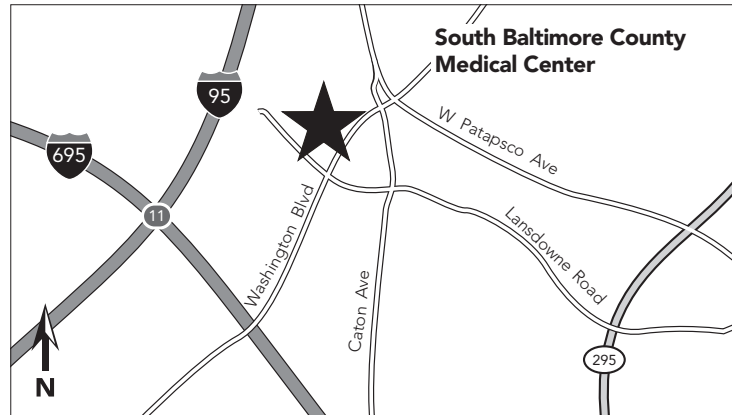 South Baltimore County
Medical Center
95
695
W Patapsco Ave
11
Washington Blvd
Lansdowne Road
Caton Ave
295
N